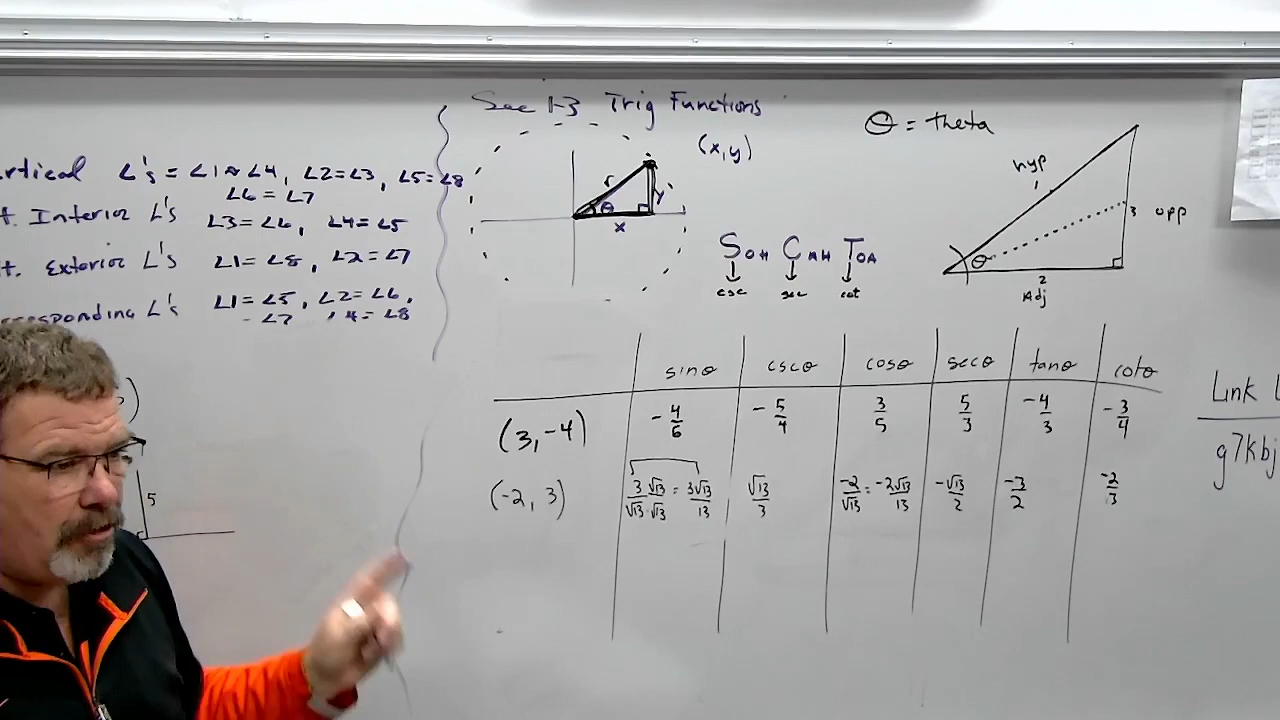 Sec 1-3 Trig Functions
(x,y)
r
y
θ
x
θ = theta
hyp
3 opp
θ
2
Adj
rtical ∠'s = ∠1 ≅ ∠4, ∠2=∠3, ∠5=∠8
∠6 = ∠7
t. Interior ∠'s ∠3=∠6, ∠4=∠5
t. Exterior ∠'s ∠1=∠8, ∠2=∠7
rresponding ∠'s ∠1=∠5, ∠2=∠6,
∠7 ∠4=∠8
SOH CAH TOA
csc sec cot
sinθ cscθ cosθ secθ tanθ cotθ
(3,-4) -4/6 -5/4 3/5 5/3 -4/3 -3/4
(-2, 3) 3/√13 √13/√13 = 3√13/13 √13/3 -2/√13 = -2√13/13 -√13/2 -3/2 -2/3
)
5
Link
g7kbj